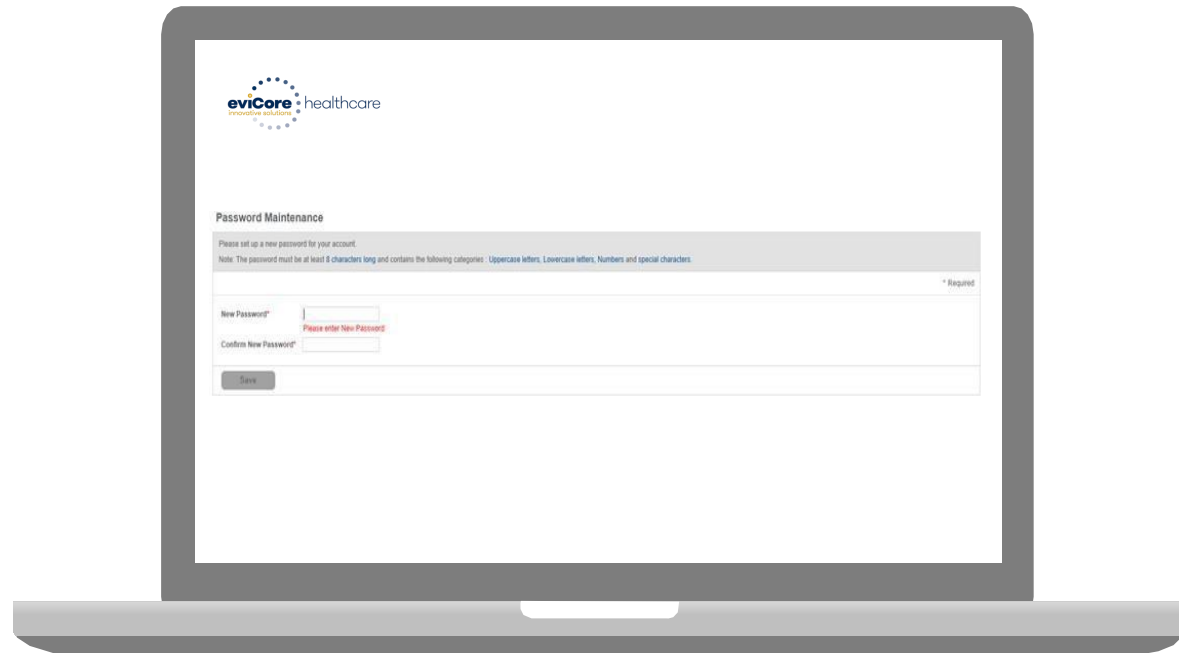 eviCore healthcare
innovative solutions
Password Maintenance
Please set up a new password for your account.
Note: The password must be at least 8 characters long and contains the following categories : Uppercase letters, Lowercase letters, Numbers and special characters.
* Required
New Password*
Please enter New Password
Confirm New Password*
Save